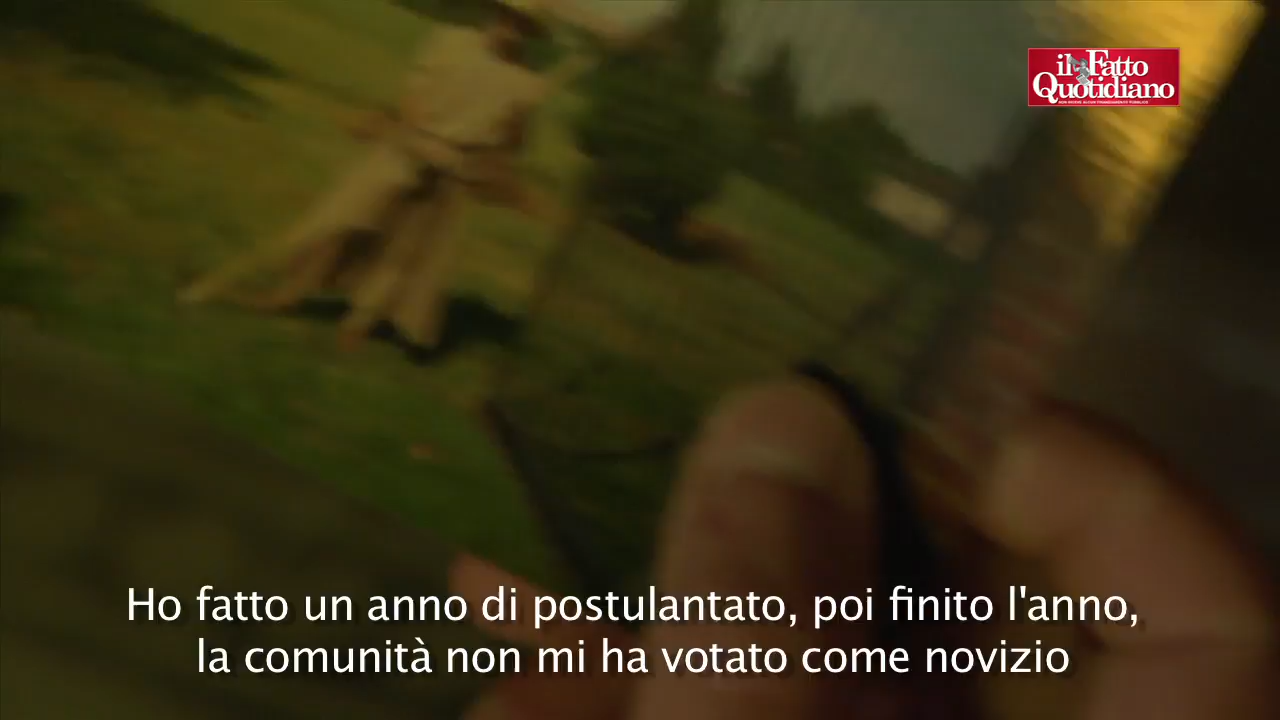 il Fatto
Quotidiano
Ho fatto un anno di postulantato, poi finito l'anno,
la comunità non mi ha votato come novizio